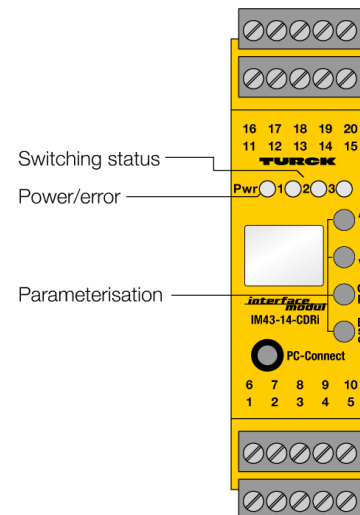 16 17 18 19 20
11 12 13 14 15
TURCK
Switching status
Pwr 1 2 3
Power/error
Parameterisation
interface
modul
IM43-14-CDRi
PC-Connect
6 7 8 9 10
1 2 3 4 5